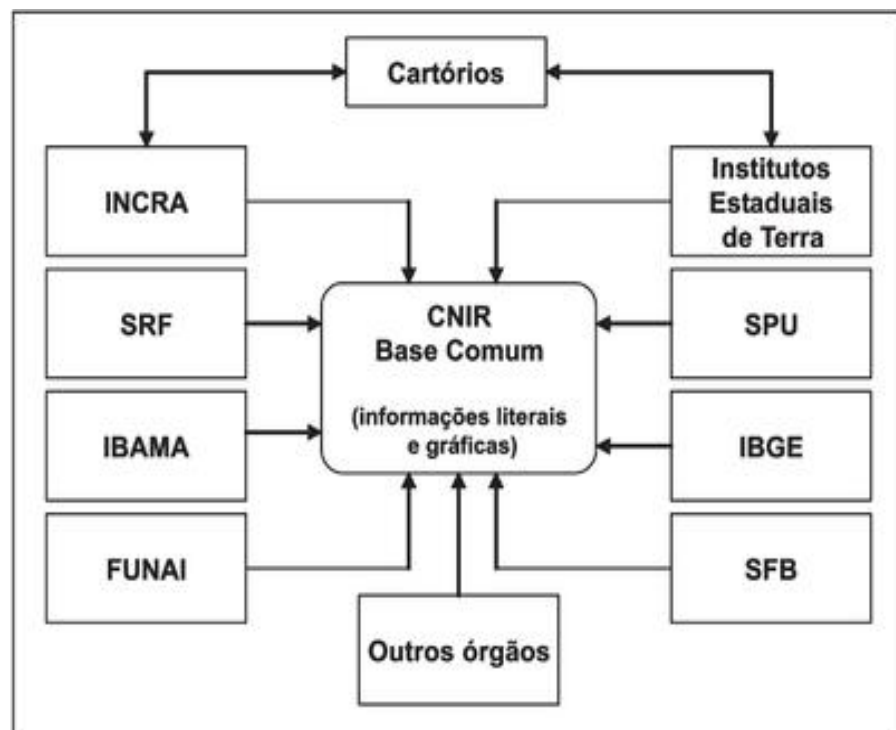 Cartórios
INCRA
Institutos
Estaduais
de Terra
SRF
CNIR
Base Comum
(informações literais
e gráficas)
SPU
IBAMA
IBGE
FUNAI
SFB
Outros órgãos